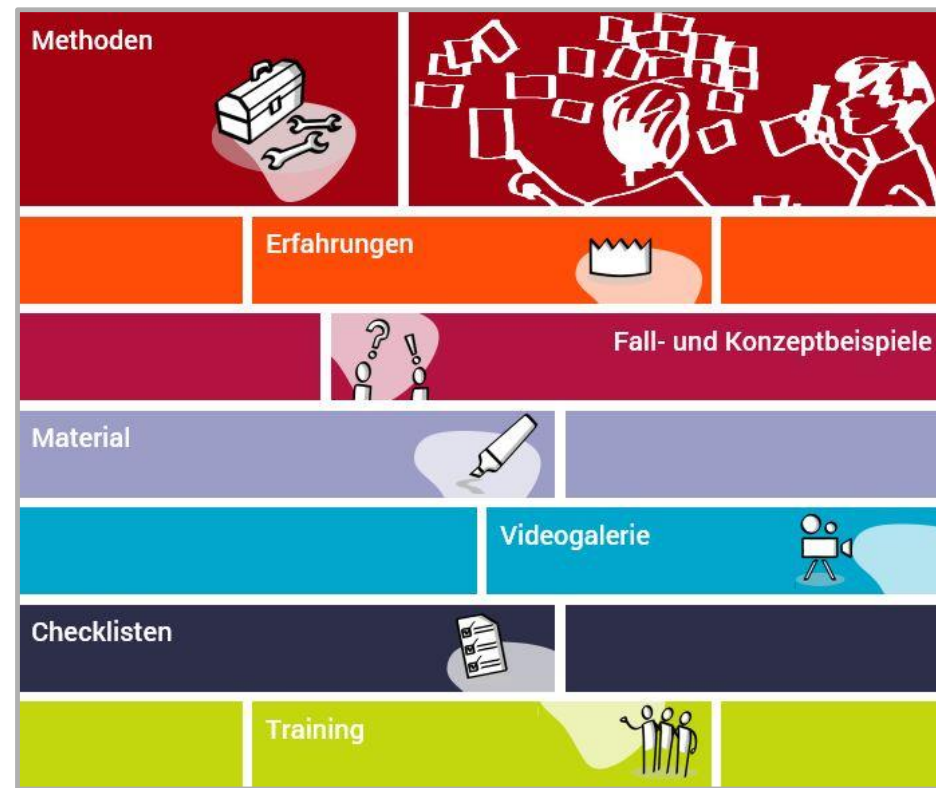 Methoden
Erfahrungen
Fall- und Konzeptbeispiele
Material
Videogalerie
Checklisten
Training